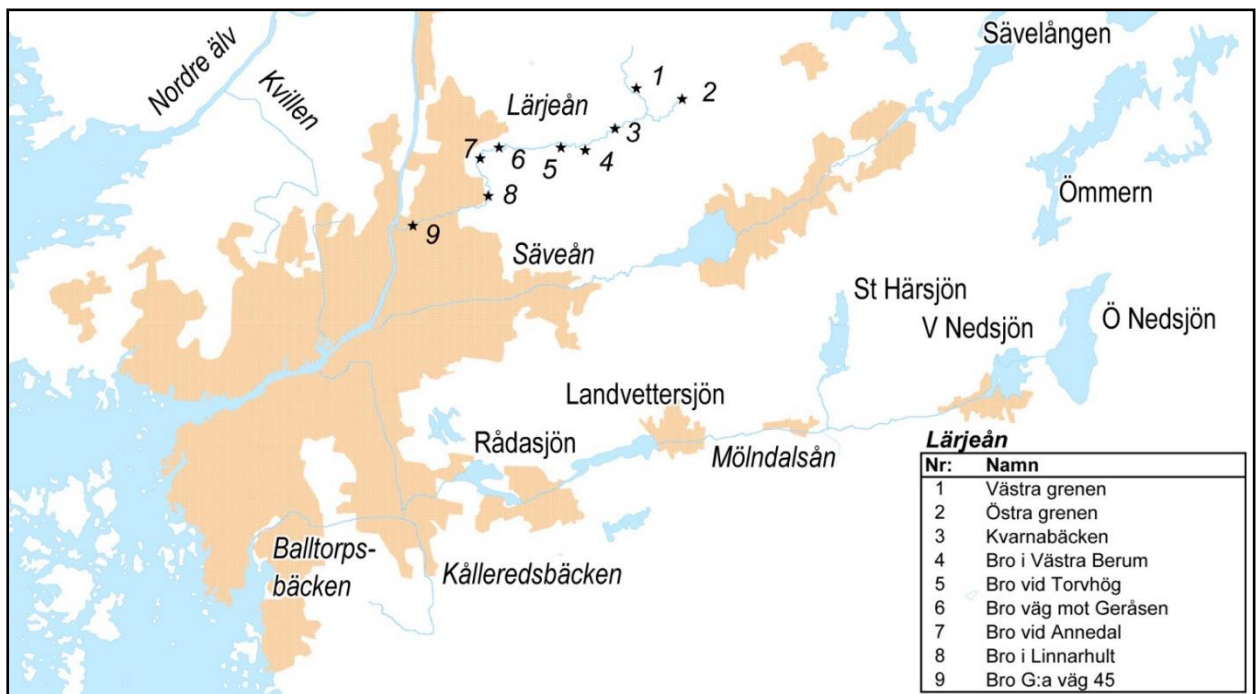 Sävelången
Nordre älv
Kvillen
Lärjeån
1
2
3
4
5
6
7
8
9
Ömmern
Säveån
St Härsjön
V Nedsjön
Ö Nedsjön
Landvettersjön
Rådasjön
Mölndalsån
Balltorps-
bäcken
Kålleredsbäcken
Lärjeån
Nr: Namn
1 Västra grenen
2 Östra grenen
3 Kvarnabäcken
4 Bro i Västra Berum
5 Bro vid Torvhög
6 Bro väg mot Geråsen
7 Bro vid Annedal
8 Bro i Linnarhult
9 Bro G:a väg 45